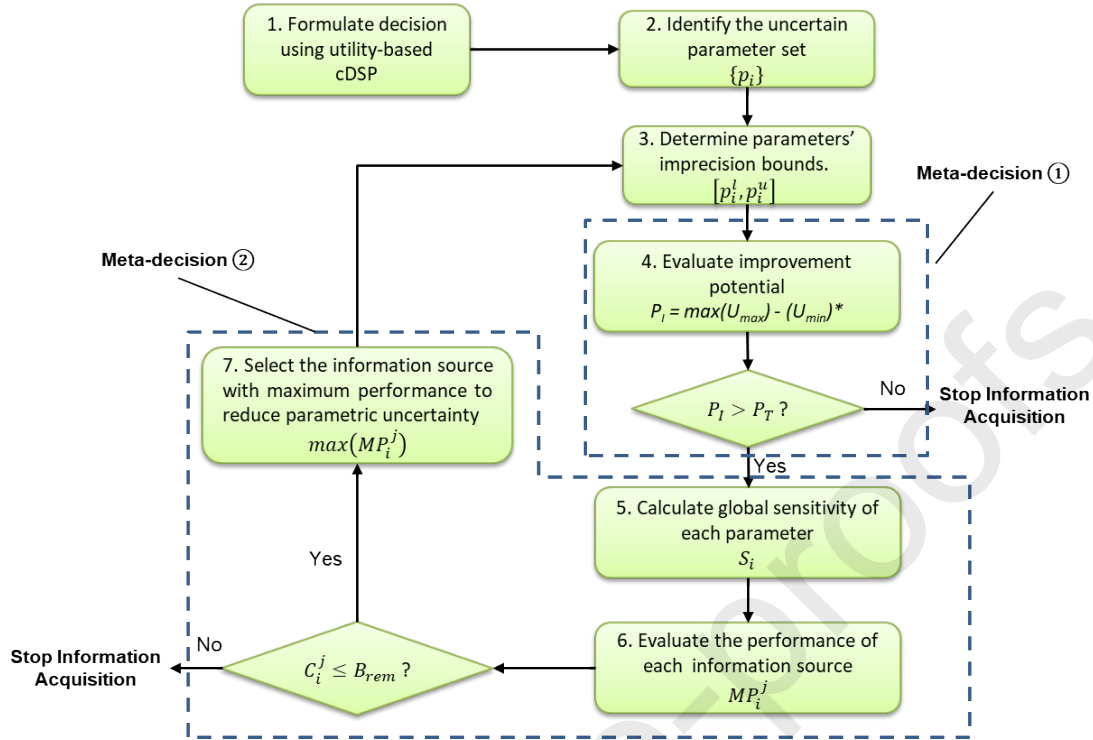 1. Formulate decision
using utility-based
cDSP
2. Identify the uncertain
parameter set
{p_i}
3. Determine parameters'
imprecision bounds.
[p_i^l, p_i^u]
Meta-decision ①
4. Evaluate improvement
potential
P_I = max(U_max) - (U_min)*
P_I > P_T ?
No
Stop Information
Acquisition
Yes
Meta-decision ②
7. Select the information source
with maximum performance to
reduce parametric uncertainty
max(MP_i^j)
5. Calculate global sensitivity of
each parameter
S_i
6. Evaluate the performance of
each information source
MP_i^j
Yes
C_i^j ≤ B_rem ?
No
Stop Information
Acquisition
e-proofs